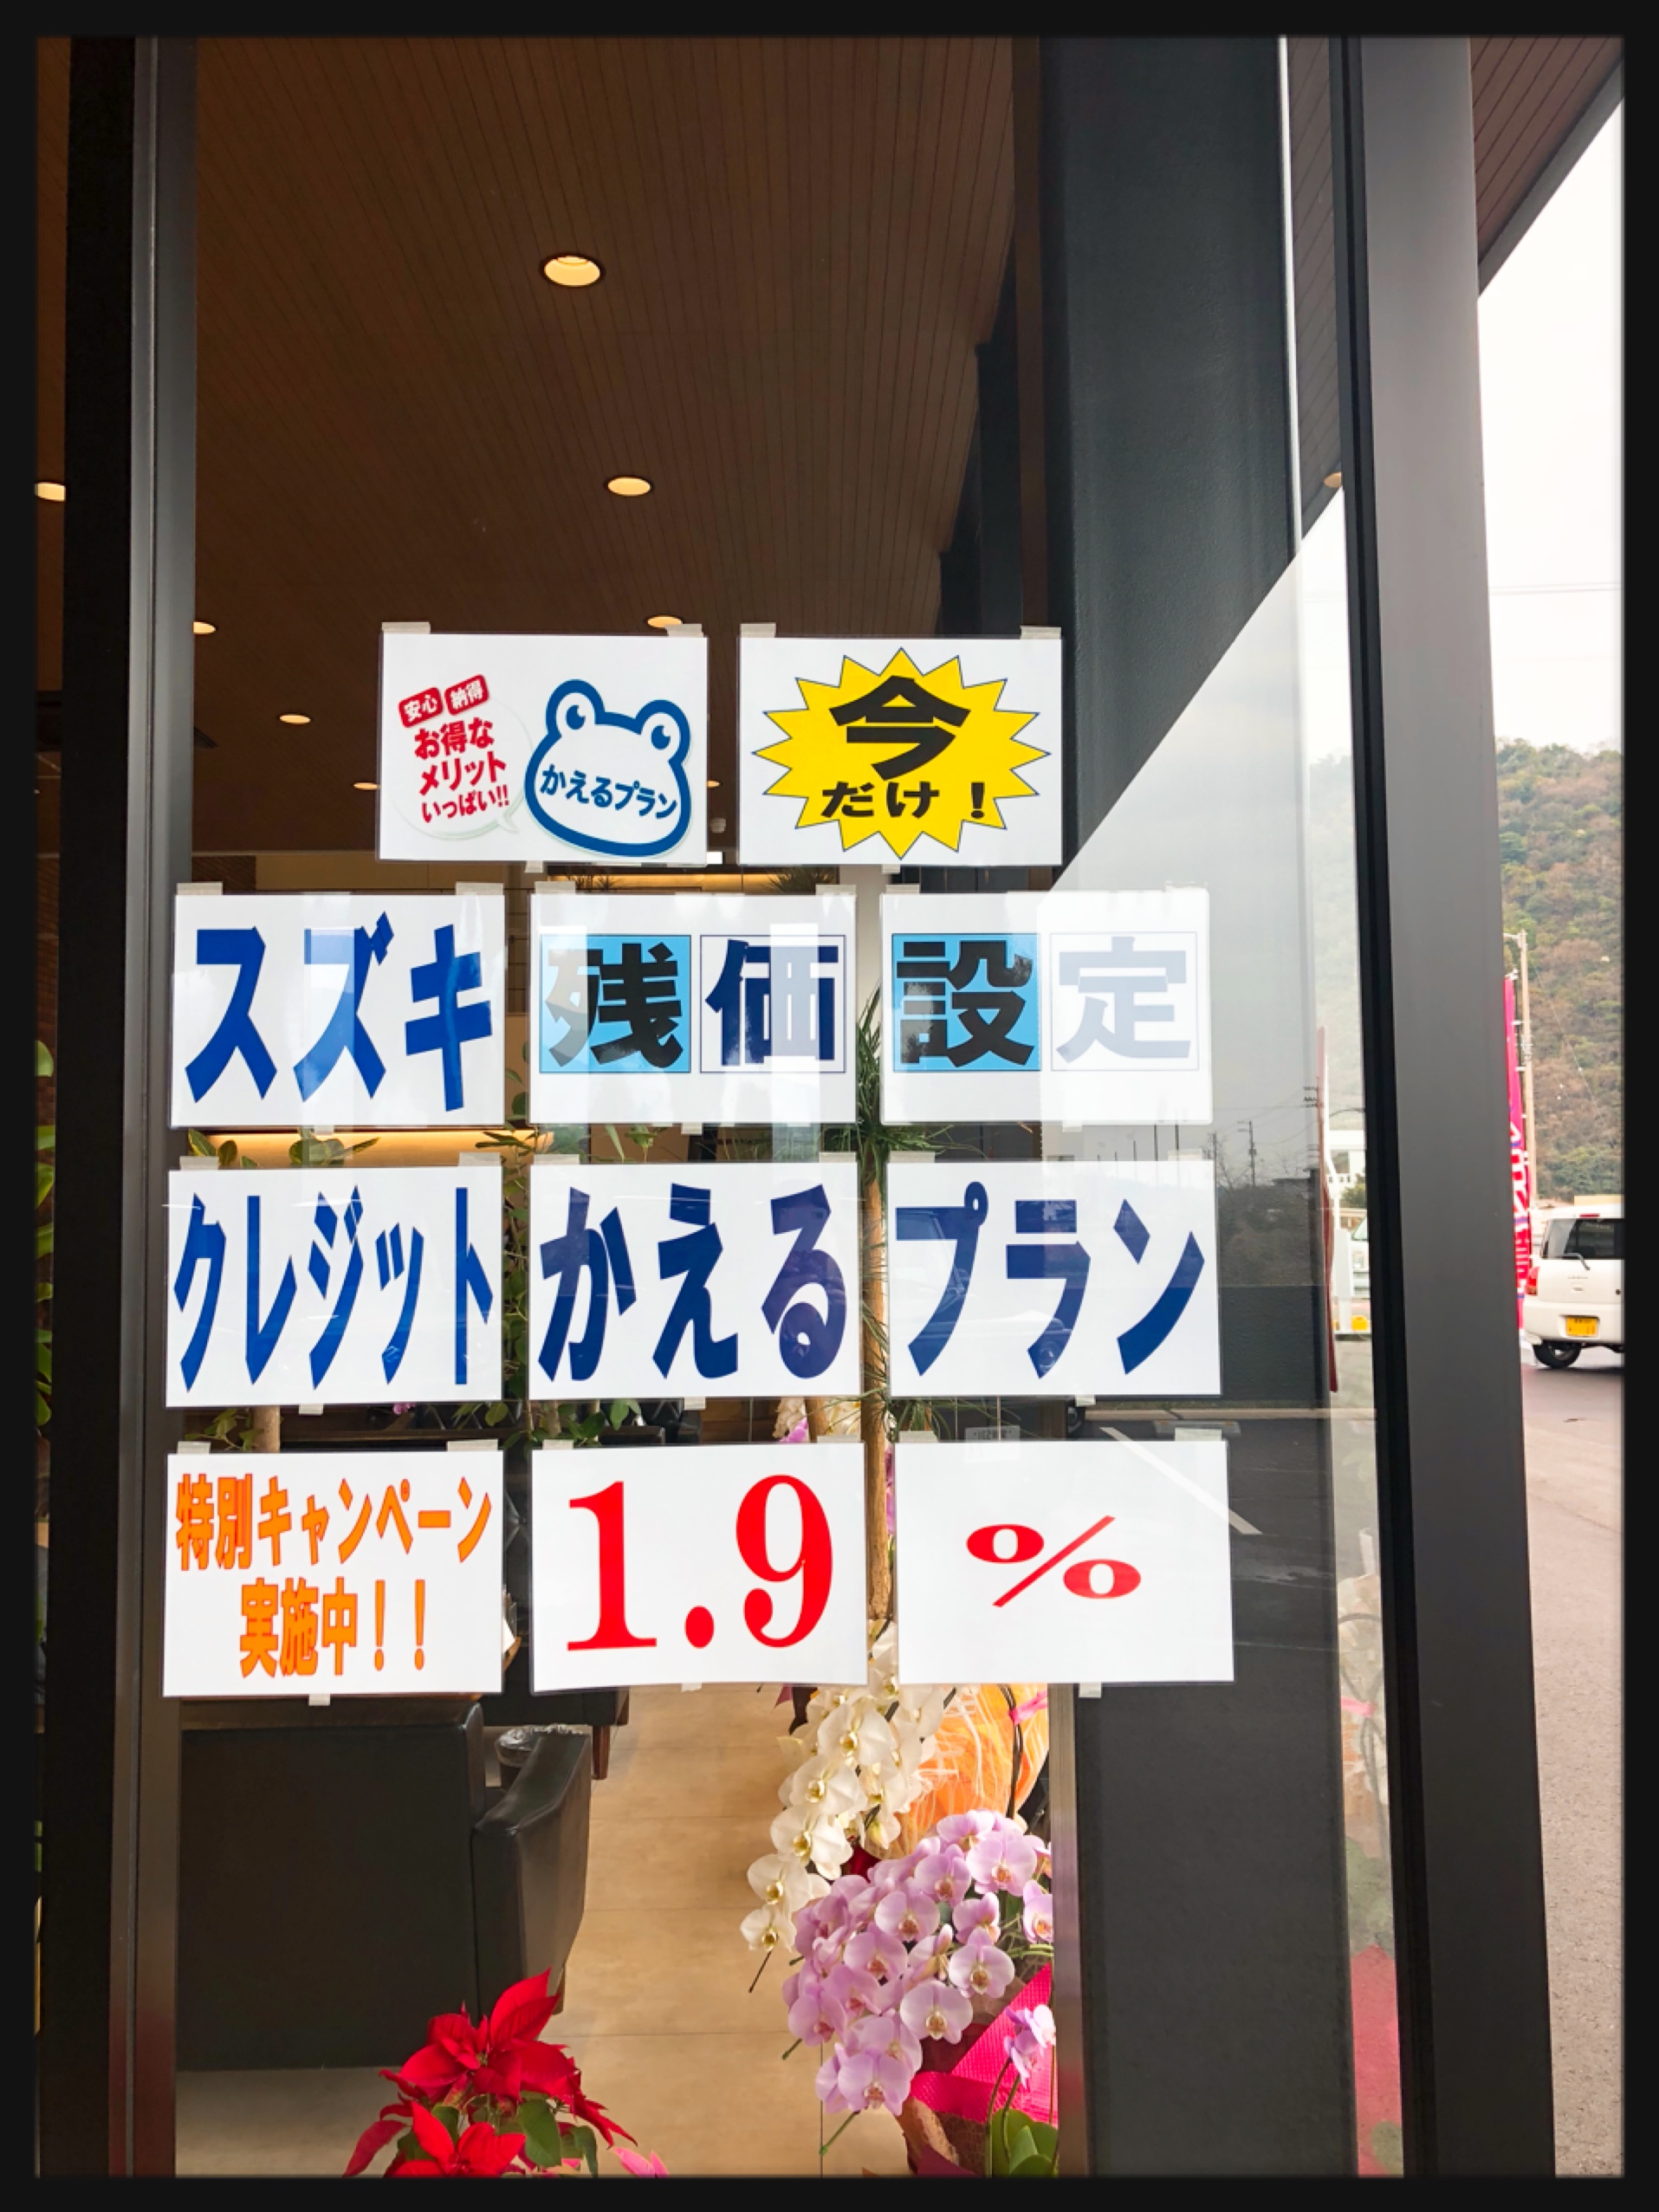 安心 納得
お得な
メリット
いっぱい!!
かえるプラン
今
だけ！
スズキ 残価 設定
クレジット かえる プラン
特別キャンペーン
実施中！！
1.9 %